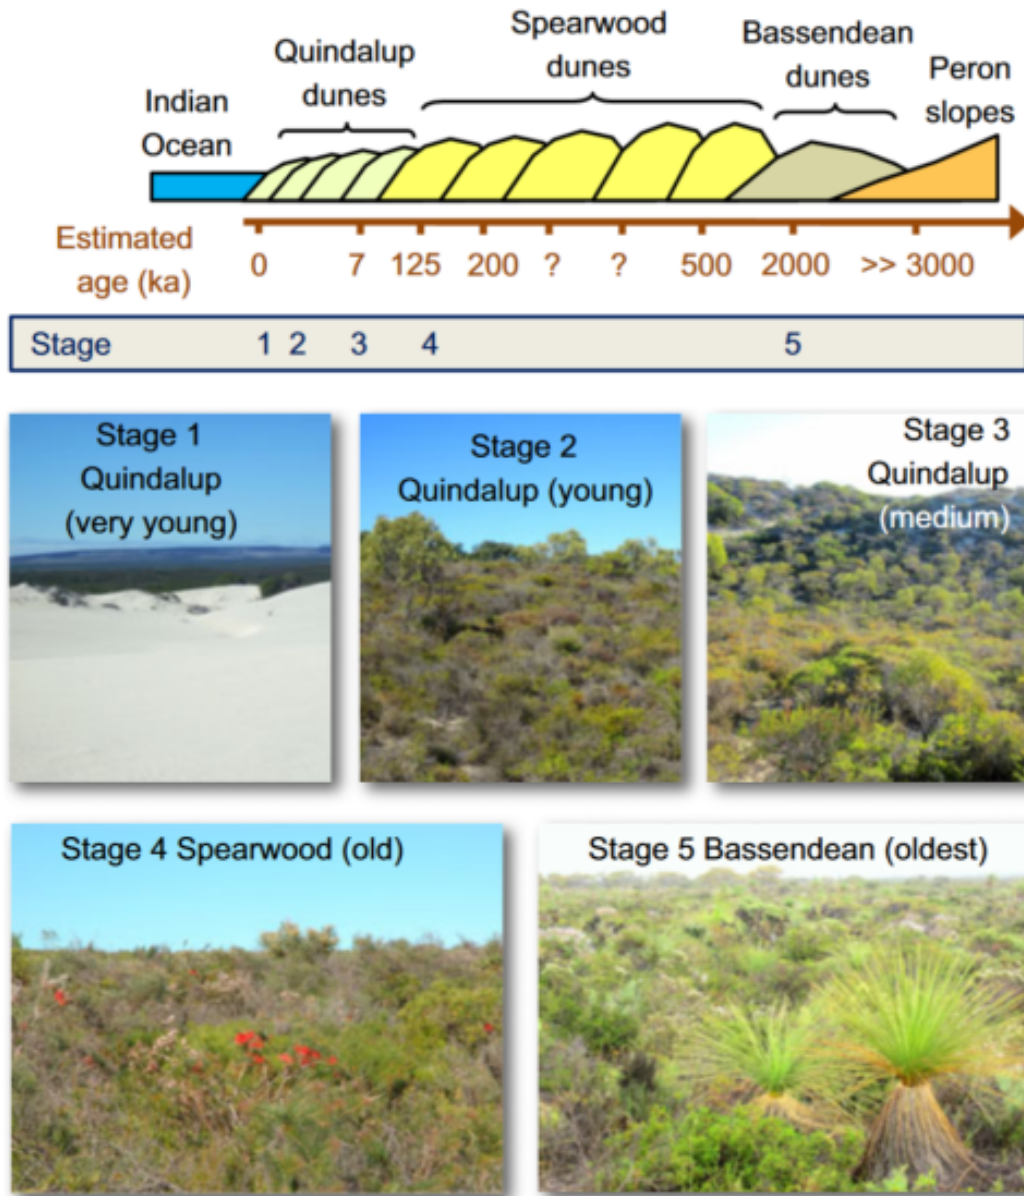 Indian
Ocean
Quindalup
dunes
Spearwood
dunes
Bassendean
dunes
Peron
slopes
Estimated
age (ka)
0 7 125 200 ? ? 500 2000 >> 3000
Stage 1 2 3 4 5
Stage 1
Quindalup
(very young)
Stage 2
Quindalup (young)
Stage 3
Quindalup
(medium)
Stage 4 Spearwood (old)
Stage 5 Bassendean (oldest)